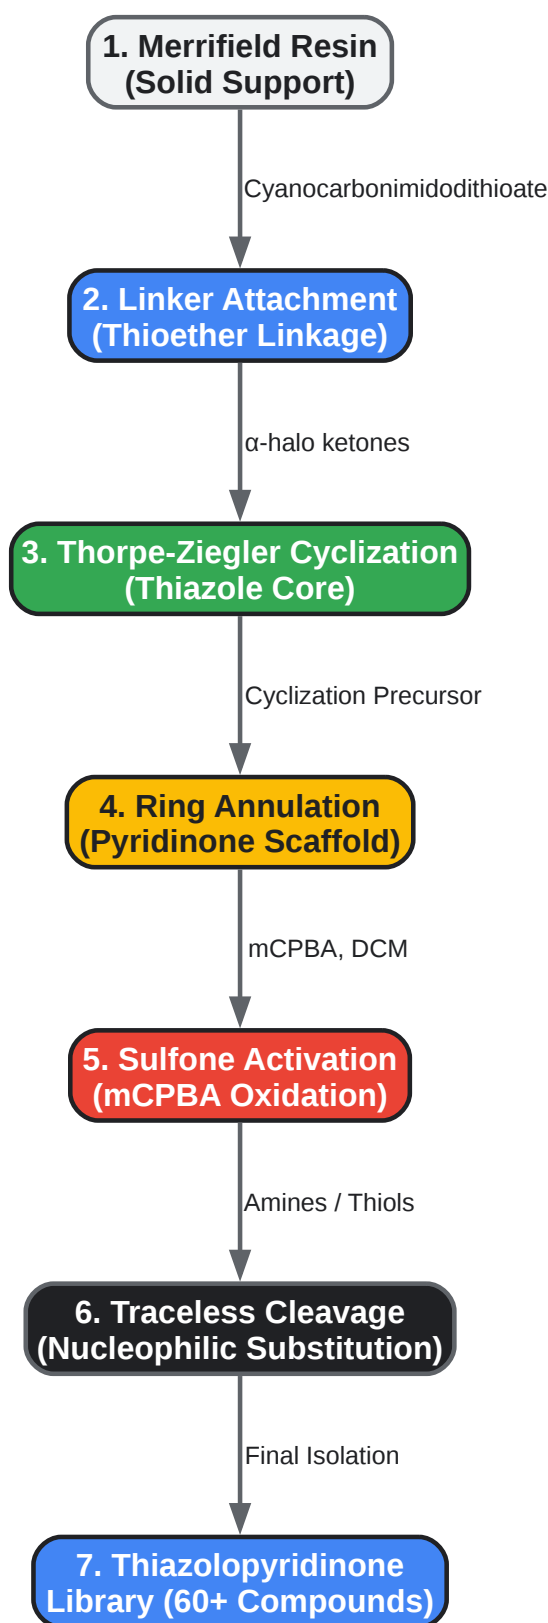 1. Merrifield Resin
(Solid Support)
Cyanocarbonimidodithioate
2. Linker Attachment
(Thioether Linkage)
α-halo ketones
3. Thorpe-Ziegler Cyclization
(Thiazole Core)
Cyclization Precursor
4. Ring Annulation
(Pyridinone Scaffold)
mCPBA, DCM
5. Sulfone Activation
(mCPBA Oxidation)
Amines / Thiols
6. Traceless Cleavage
(Nucleophilic Substitution)
Final Isolation
7. Thiazolopyridinone
Library (60+ Compounds)